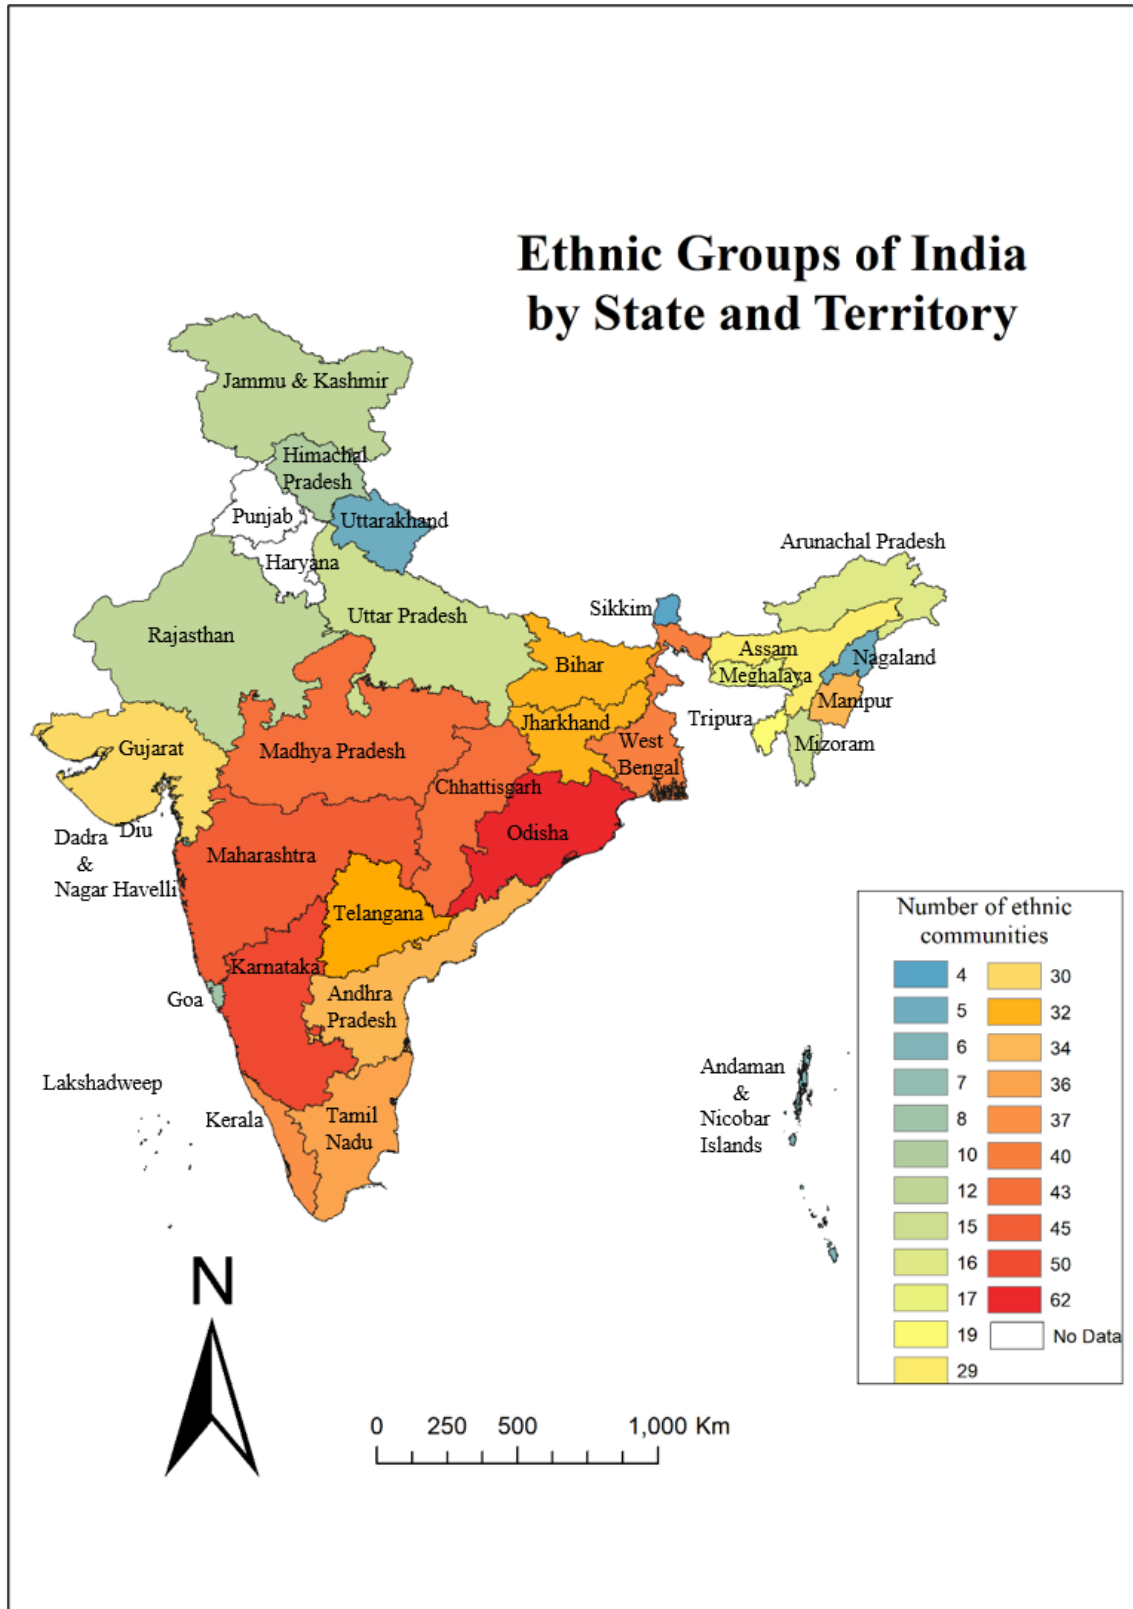 Ethnic Groups of India
by State and Territory
Jammu & Kashmir
Himachal
Pradesh
Punjab
Uttarakhand
Haryana
Arunachal Pradesh
Sikkim
Uttar Pradesh
Rajasthan
Assam
Nagaland
Bihar
Meghalaya
Manipur
Tripura
Jharkhand
Mizoram
Gujarat
Madhya Pradesh
West
Bengal
Chhattisgarh
Diu
Odisha
Dadra
&
Nagar Havelli
Maharashtra
Telangana
Karnataka
Goa
Andhra
Pradesh
Lakshadweep
Kerala
Tamil
Nadu
Andaman
&
Nicobar
Islands
Number of ethnic
communities
4
5
6
7
8
10
12
15
16
17
19
29
30
32
34
36
37
40
43
45
50
62
No Data
N
0 250 500 1,000 Km